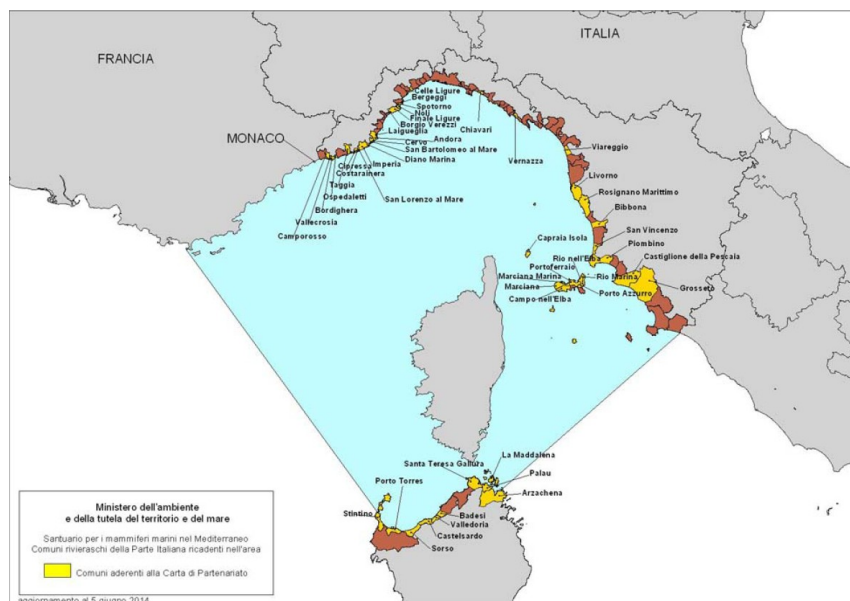 FRANCIA
ITALIA
MONACO
Celle Ligure
Bergeggi
Spotorno
Noli
Finale Ligure
Borgio Verezzi
Laigueglia
Andora
Cervo
San Bartolomeo al Mare
Diano Marina
Imperia
Cipressa
Costarainera
Taggia
San Lorenzo al Mare
Ospedaletti
Bordighera
Vallecrosia
Camporosso
Chiavari
Vernazza
Viareggio
Livorno
Rosignano Marittimo
Bibbona
San Vincenzo
Piombino
Castiglione della Pescaia
Grosseto
Capraia Isola
Rio nell'Elba
Portoferraio
Marciana Marina
Rio Marina
Marciana
Porto Azzurro
Campo nell'Elba
La Maddalena
Santa Teresa Gallura
Palau
Arzachena
Porto Torres
Stintino
Badesi
Valledoria
Castelsardo
Sorso
Ministero dell'ambiente
e della tutela del territorio e del mare
Santuario per i mammiferi marini nel Mediterraneo
Comuni rivieraschi della Parte Italiana ricadenti nell'area
Comuni aderenti alla Carta di Partenariato
aggiornamento al 5 giugno 2014